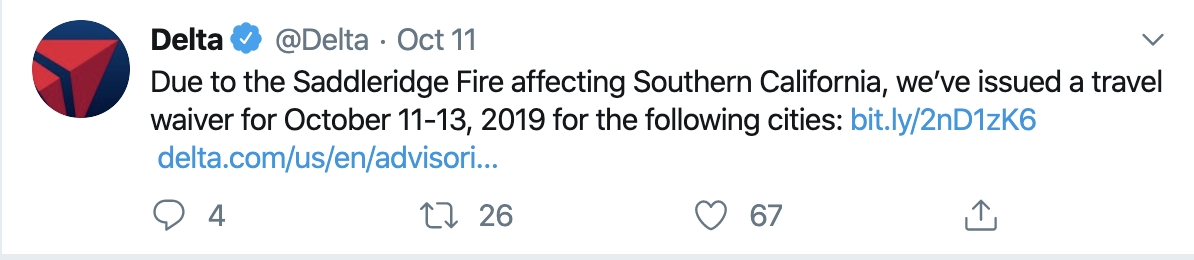 Delta @Delta · Oct 11
Due to the Saddleridge Fire affecting Southern California, we've issued a travel
waiver for October 11-13, 2019 for the following cities: bit.ly/2nD1zK6
delta.com/us/en/advisori...
4 26 67